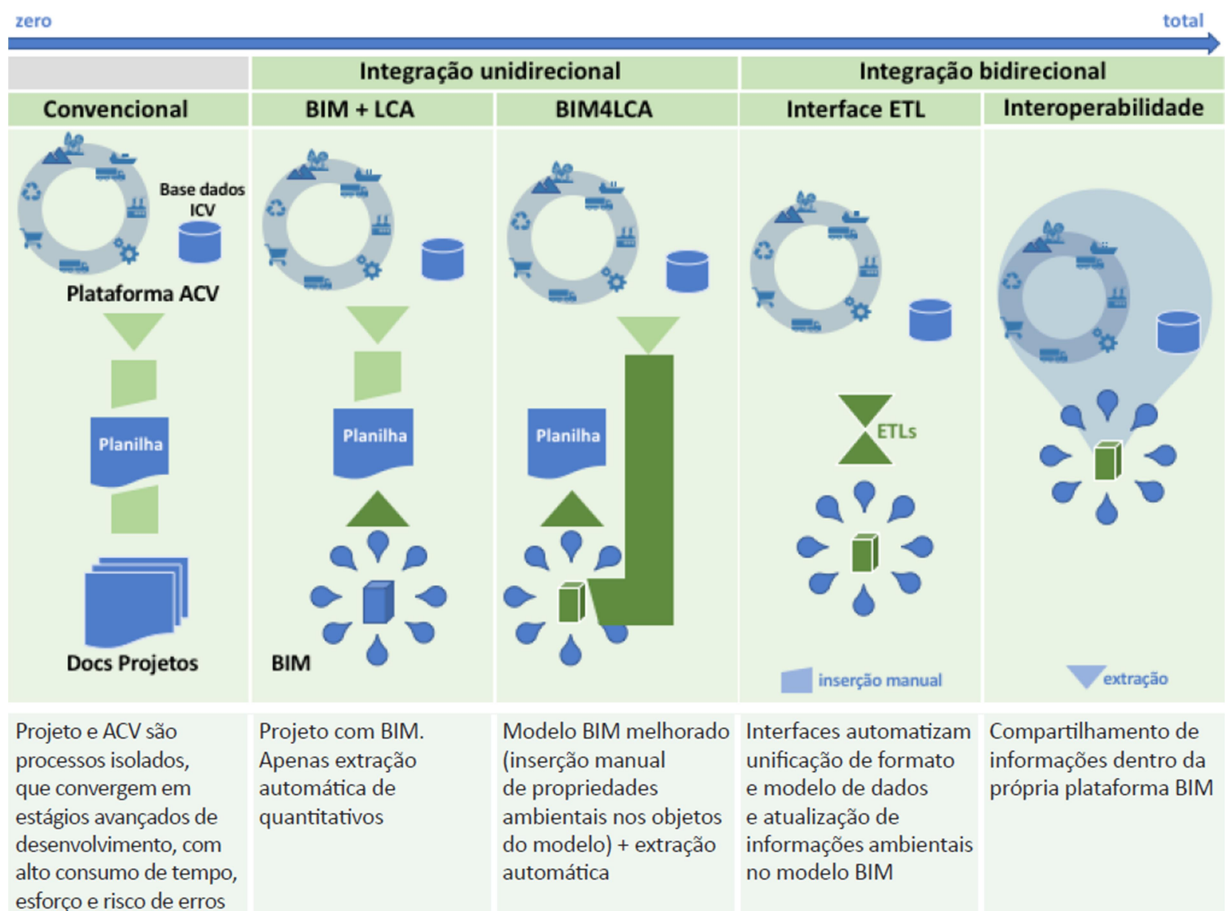 zero
total
Integração unidirecional
Integração bidirecional
Convencional
BIM + LCA
BIM4LCA
Interface ETL
Interoperabilidade
Base dados
ICV
Plataforma ACV
Planilha
Docs Projetos
Planilha
BIM
Planilha
ETLs
inserção manual
extração
Projeto e ACV são
processos isolados,
que convergem em
estágios avançados de
desenvolvimento, com
alto consumo de tempo,
esforço e risco de erros
Projeto com BIM.
Apenas extração
automática de
quantitativos
Modelo BIM melhorado
(inserção manual
de propriedades
ambientais nos objetos
do modelo) + extração
automática
Interfaces automatizam
unificação de formato
e modelo de dados
e atualização de
informações ambientais
no modelo BIM
Compartilhamento de
informações dentro da
própria plataforma BIM